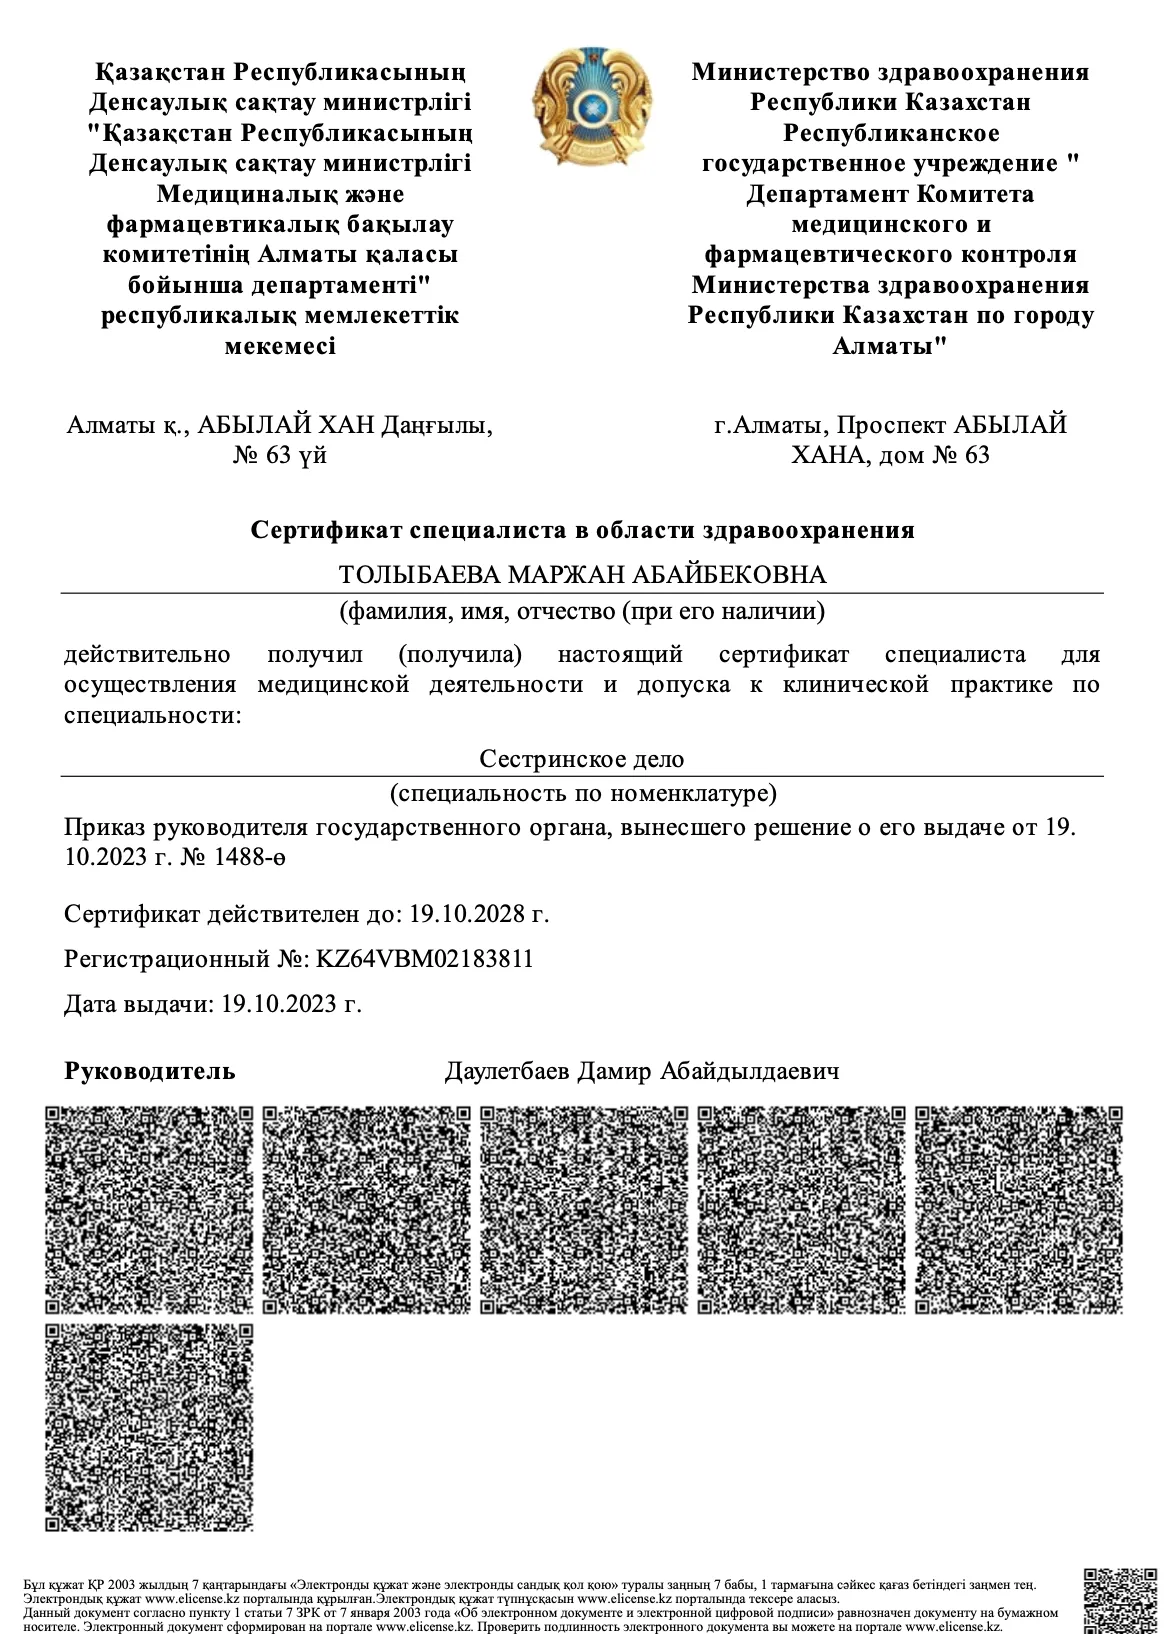 Қазақстан Республикасының
Денсаулық сақтау министрлігі
"Қазақстан Республикасының
Денсаулық сақтау министрлігі
Медициналық және
фармацевтикалық бақылау
комитетінің Алматы қаласы
бойынша департаменті"
республикалық мемлекеттік
мекемесі
Министерство здравоохранения
Республики Казахстан
Республиканское
государственное учреждение "
Департамент Комитета
медицинского и
фармацевтического контроля
Министерства здравоохранения
Республики Казахстан по городу
Алматы"
Алматы қ., АБЫЛАЙ ХАН Даңғылы,
№ 63 үй
г.Алматы, Проспект АБЫЛАЙ
ХАНА, дом № 63
Сертификат специалиста в области здравоохранения
ТОЛЫБАЕВА МАРЖАН АБАЙБЕКОВНА
(фамилия, имя, отчество (при его наличии)
действительно получил (получила) настоящий сертификат специалиста для
осуществления медицинской деятельности и допуска к клинической практике по
специальности:
Сестринское дело
(специальность по номенклатуре)
Приказ руководителя государственного органа, вынесшего решение о его выдаче от 19.
10.2023 г. № 1488-ө
Сертификат действителен до: 19.10.2028 г.
Регистрационный №: KZ64VBM02183811
Дата выдачи: 19.10.2023 г.
Руководитель Даулетбаев Дамир Абайдылдаевич
Бұл құжат ҚР 2003 жылдың 7 қаңтарындағы «Электронды құжат және электронды сандық қол қою» туралы заңның 7 бабы, 1 тармағына сәйкес қағаз бетіндегі заңмен тең.
Электрондық құжат www.elicense.kz порталында құрылған.Электрондық құжат түпнұсқасын www.elicense.kz порталында тексере аласыз.
Данный документ согласно пункту 1 статьи 7 ЗРК от 7 января 2003 года «Об электронном документе и электронной цифровой подписи» равнозначен документу на бумажном
носителе. Электронный документ сформирован на портале www.elicense.kz. Проверить подлинность электронного документа вы можете на портале www.elicense.kz.